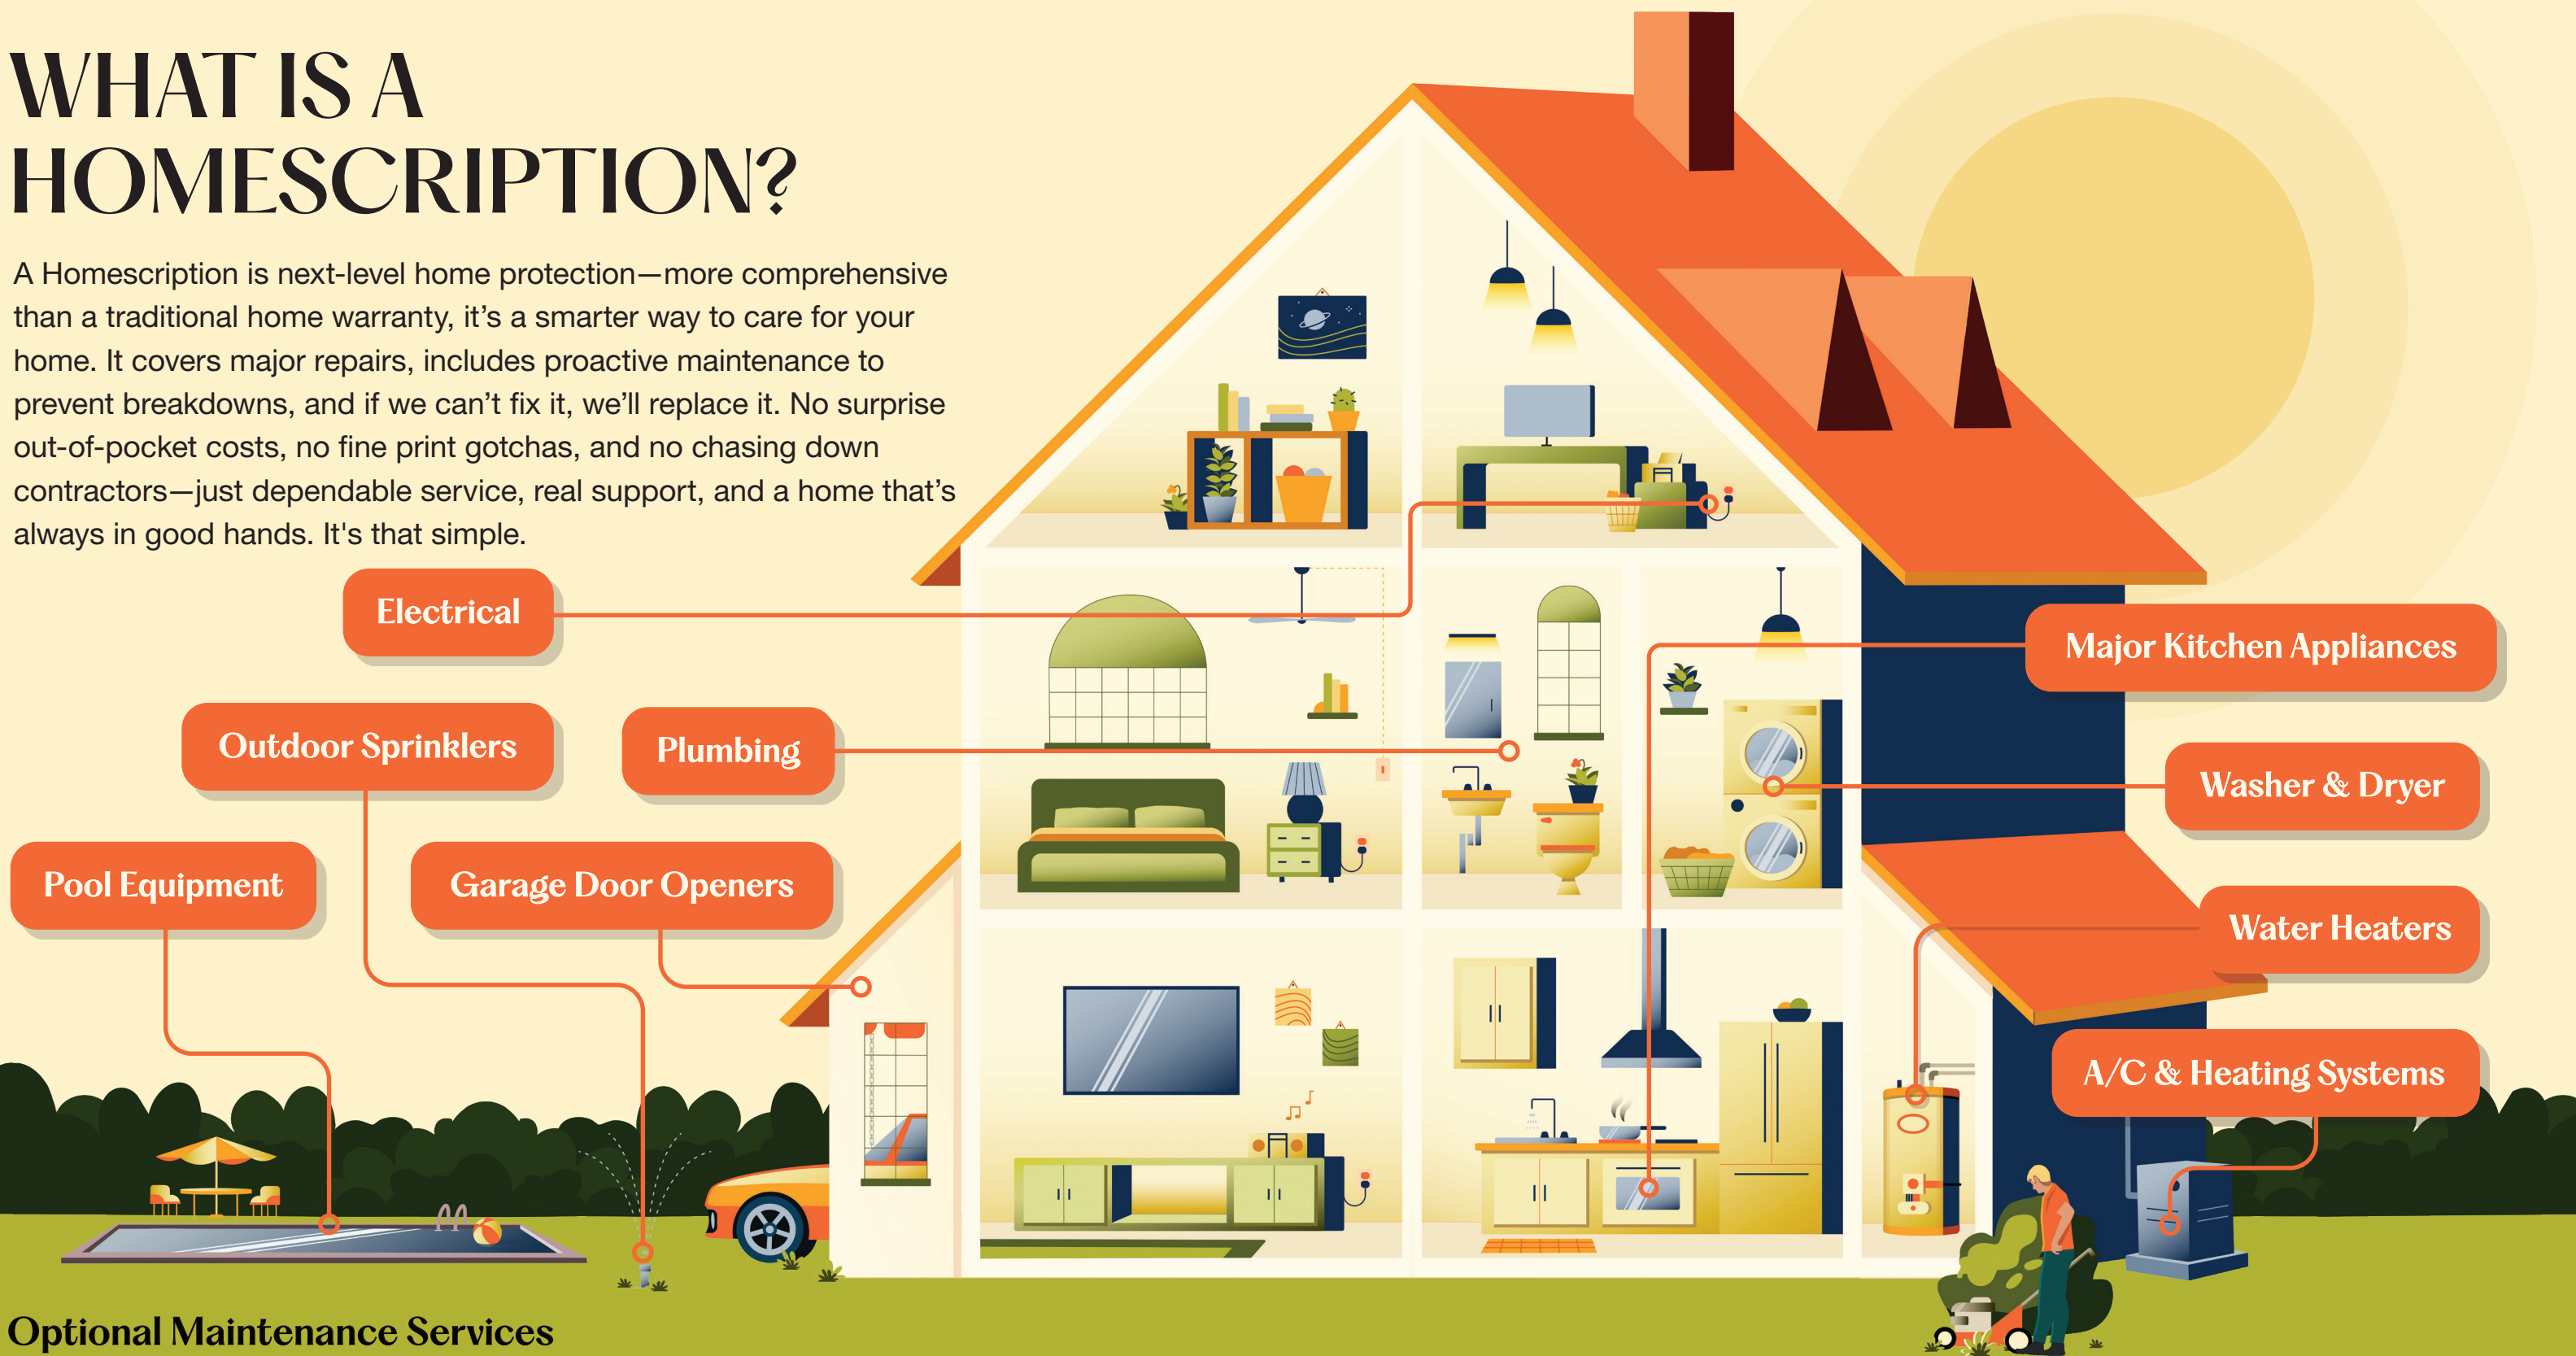 WHAT IS A
HOMESCRIPTION?
A Homescription is next-level home protection—more comprehensive
than a traditional home warranty, it’s a smarter way to care for your
home. It covers major repairs, includes proactive maintenance to
prevent breakdowns, and if we can’t fix it, we’ll replace it. No surprise
out-of-pocket costs, no fine print gotchas, and no chasing down
contractors—just dependable service, real support, and a home that’s
always in good hands. It's that simple.
Electrical
Outdoor Sprinklers
Plumbing
Pool Equipment
Garage Door Openers
Major Kitchen Appliances
Washer & Dryer
Water Heaters
A/C & Heating Systems
Optional Maintenance Services